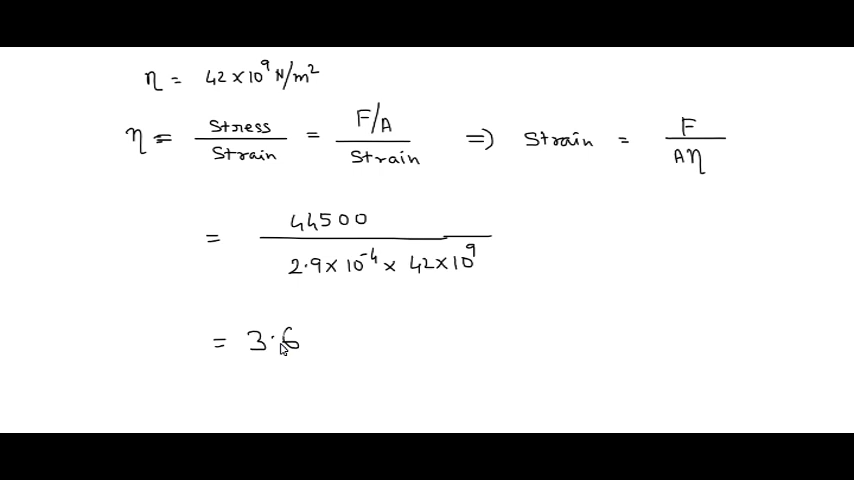 η = 42×10⁹ N/m²
η = Stress/Strain = F/A/Strain ⇒ Strain = F/Aη
= 44500/2.9×10⁻⁴ × 42×10⁹
= 3.6